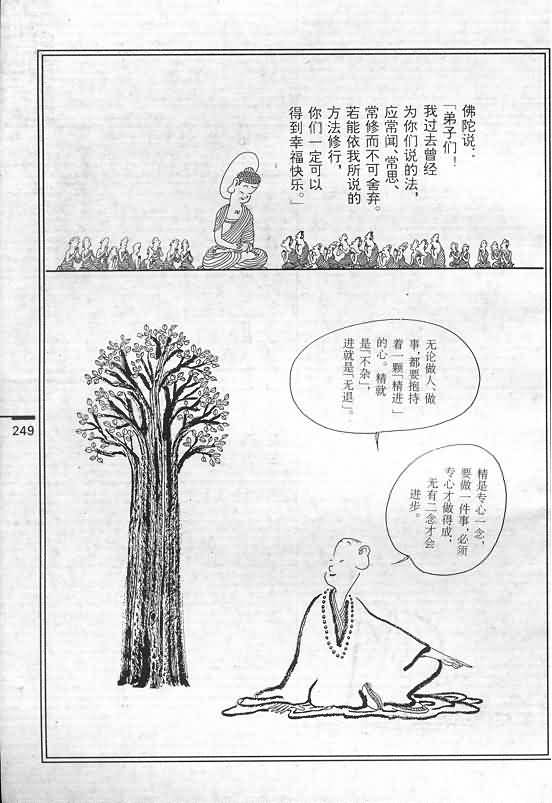 佛陀说：
「弟子们！
我过去曾经
为你们说的法，
应常闻、常思、
常修而不可舍弃。
若能依我所说的
方法修行，
你们一定可以
得到幸福快乐。」
无论做人、做
事，都要抱持
着一颗「精进」
的心。精就
是「不杂」，
进就是「无退」。
精是专心一念，
要做一件事，必须
专心才做得成，
无有二念才会
进步。
249